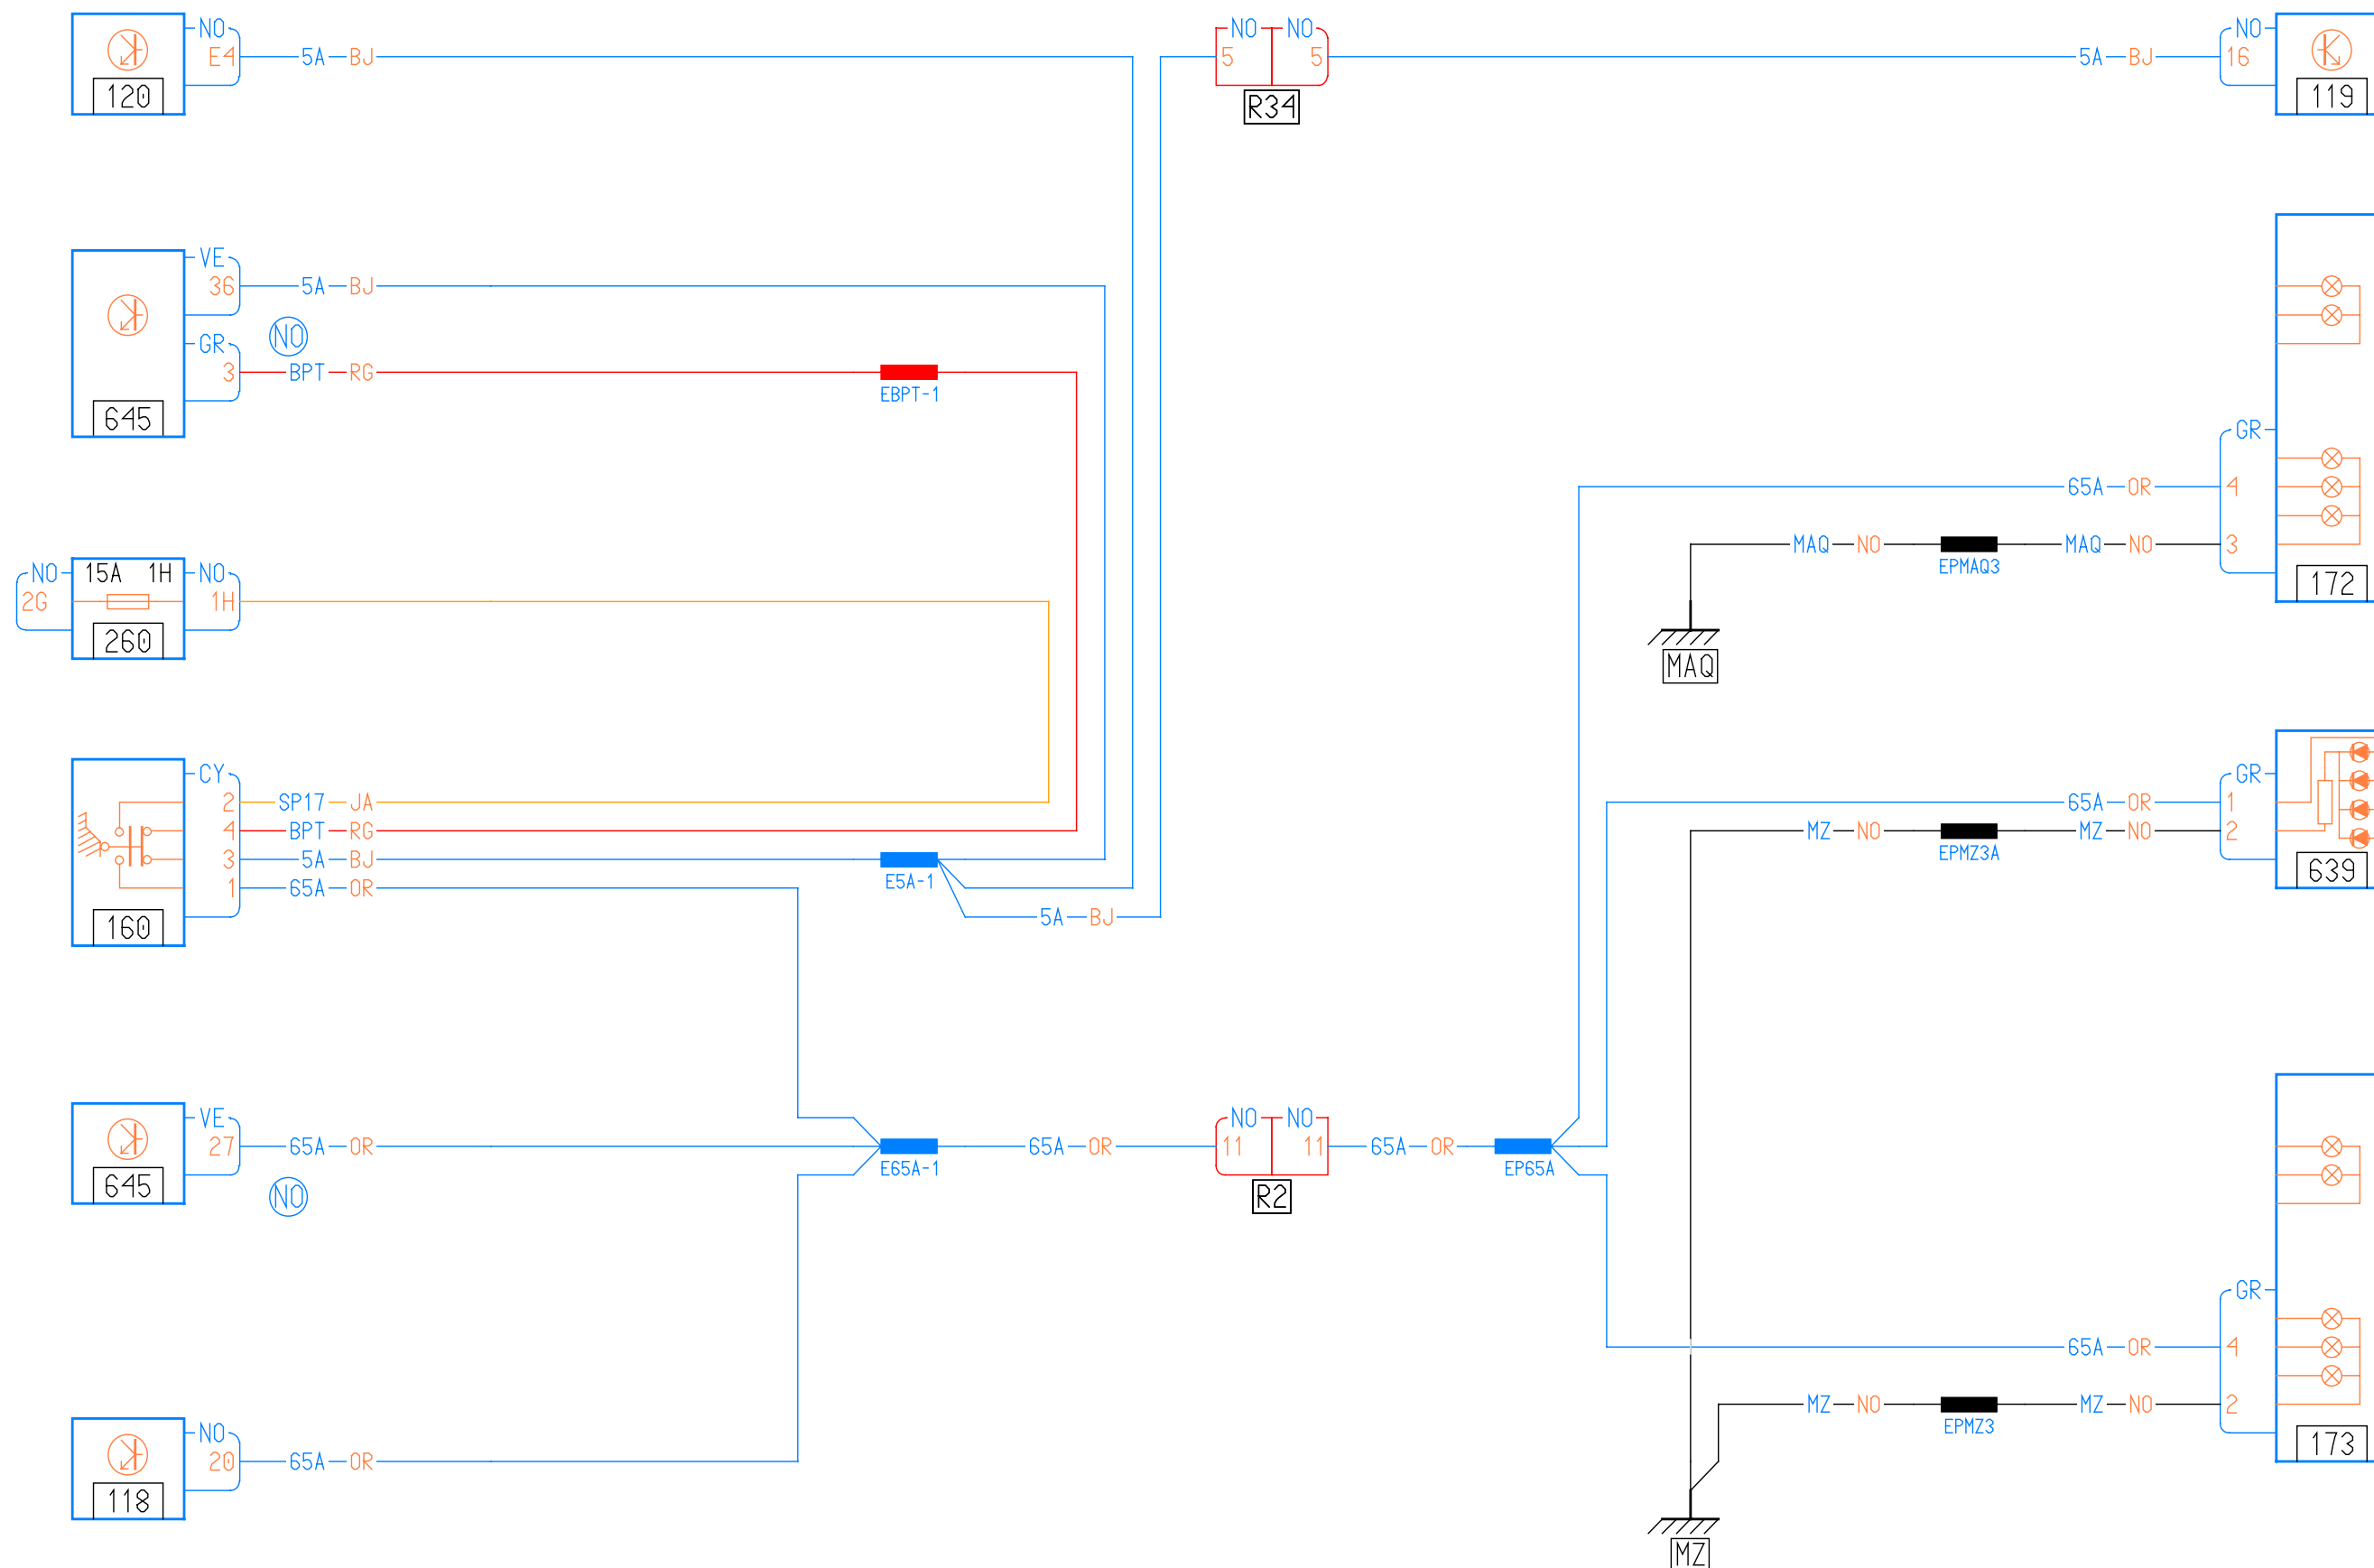 NO
E4 5A BJ
120
NO NO
5 5
R34
5A BJ 16
NO
119
VE
36 5A BJ
NO
GR
3 BPT RG
EBPT-1
645
GR
65A OR 4
MAQ NO MAQ NO 3
EPMAQ3
172
MAQ
NO 15A 1H NO
2G 1H
260
CY
2 SP17 JA
4 BPT RG
3 5A BJ
E5A-1
1 65A OR
5A BJ
160
GR
65A OR 1
MZ NO MZ NO 2
EPMZ3A
639
VE
27 65A OR
645
NO
E65A-1
65A OR
NO NO
11 11
R2
65A OR
EP65A
GR
65A OR 4
MZ NO MZ NO 2
EPMZ3
173
NO
20 65A OR
118
MZ